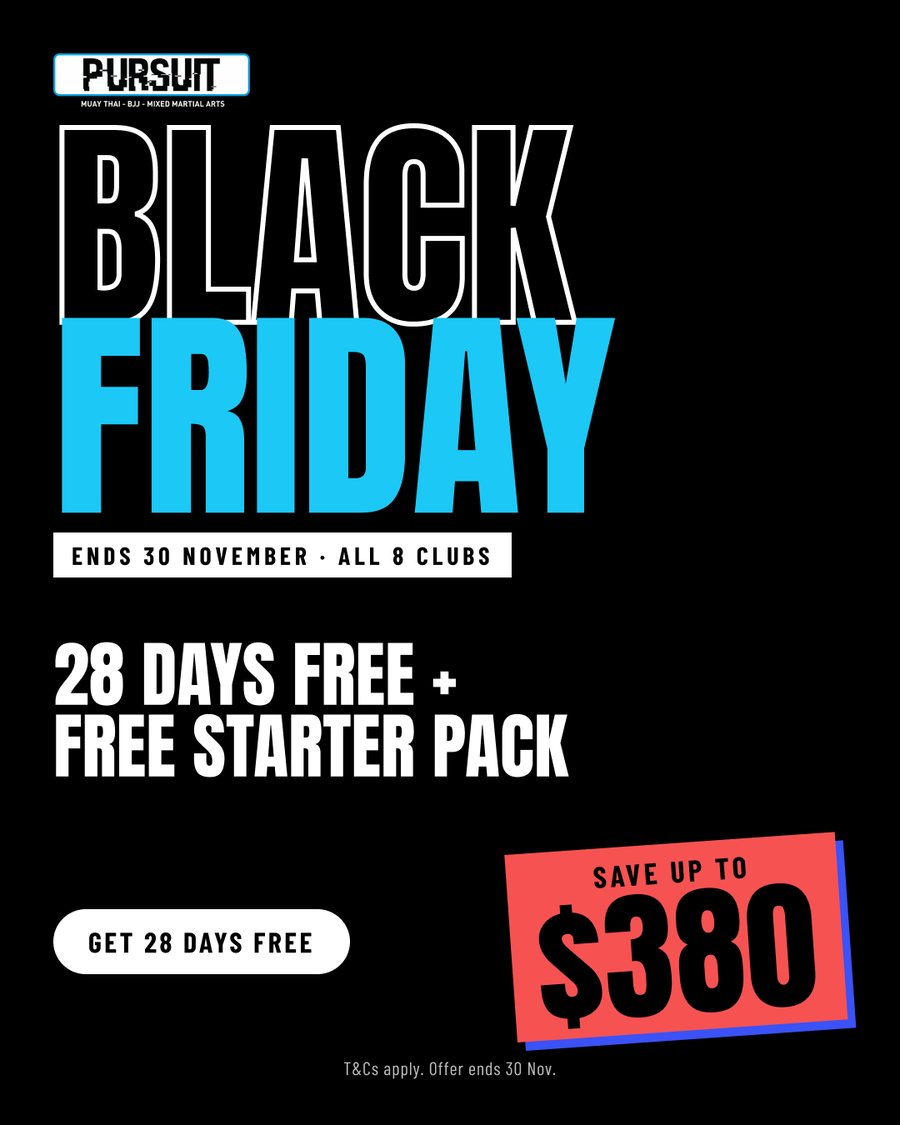 PURSUIT
MUAY THAI - BJJ - MIXED MARTIAL ARTS
BLACK
FRIDAY
ENDS 30 NOVEMBER · ALL 8 CLUBS
28 DAYS FREE +
FREE STARTER PACK
SAVE UP TO
$380
GET 28 DAYS FREE
T&Cs apply. Offer ends 30 Nov.